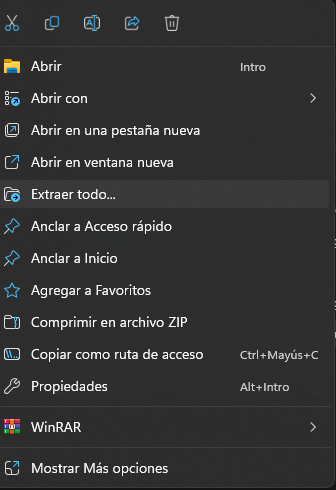 Abrir Intro
Abrir con
Abrir en una pestaña nueva
Abrir en ventana nueva
Extraer todo...
Anclar a Acceso rápido
Anclar a Inicio
Agregar a Favoritos
Comprimir en archivo ZIP
Copiar como ruta de acceso Ctrl+Mayús+C
Propiedades Alt+Intro
WinRAR
Mostrar Más opciones